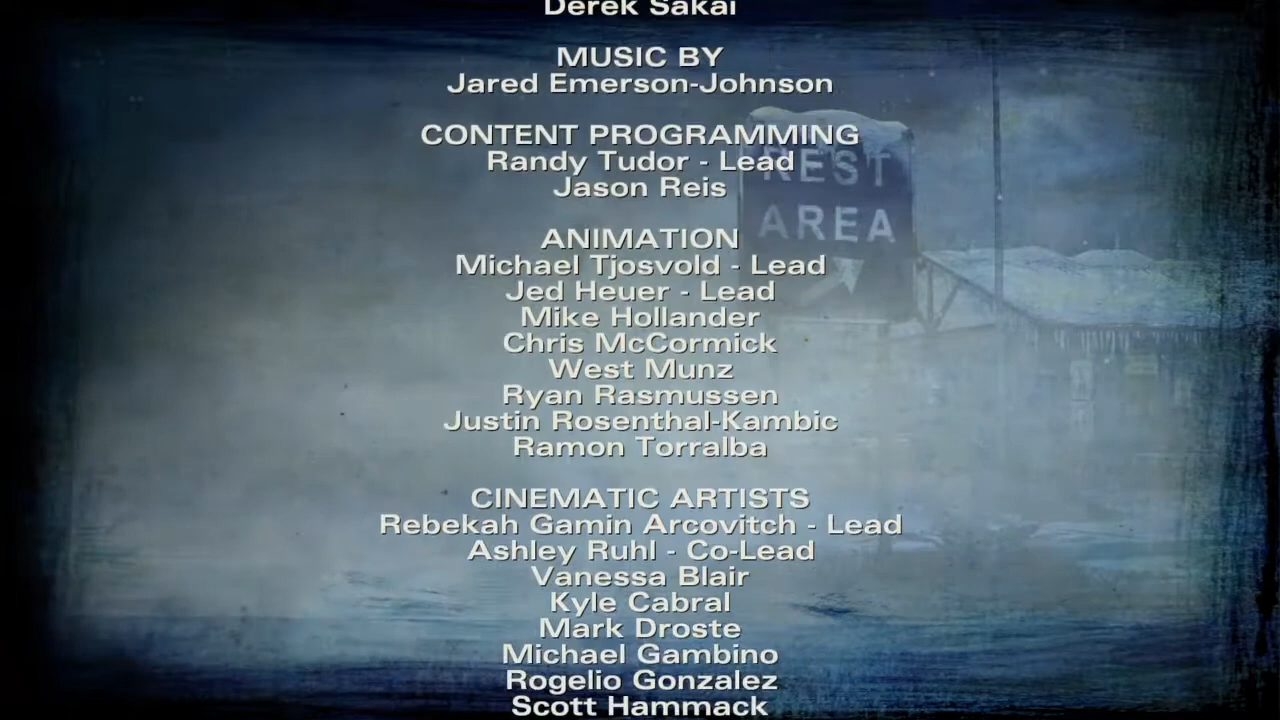 Derek Sakai
MUSIC BY
Jared Emerson-Johnson
CONTENT PROGRAMMING
Randy Tudor - Lead
Jason Reis
REST
AREA
ANIMATION
Michael Tjosvold - Lead
Jed Heuer - Lead
Mike Hollander
Chris McCormick
West Munz
Ryan Rasmussen
Justin Rosenthal-Kambic
Ramon Torralba
CINEMATIC ARTISTS
Rebekah Gamin Arcovitch - Lead
Ashley Ruhl - Co-Lead
Vanessa Blair
Kyle Cabral
Mark Droste
Michael Gambino
Rogelio Gonzalez
Scott Hammack